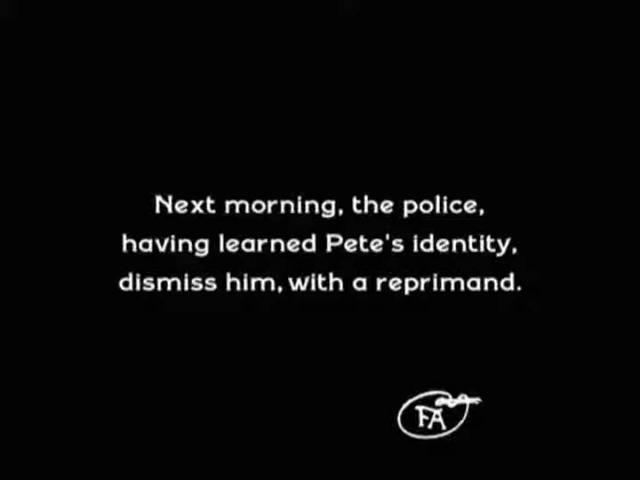 Next morning, the police,
having learned Pete's identity,
dismiss him, with a reprimand.
FA